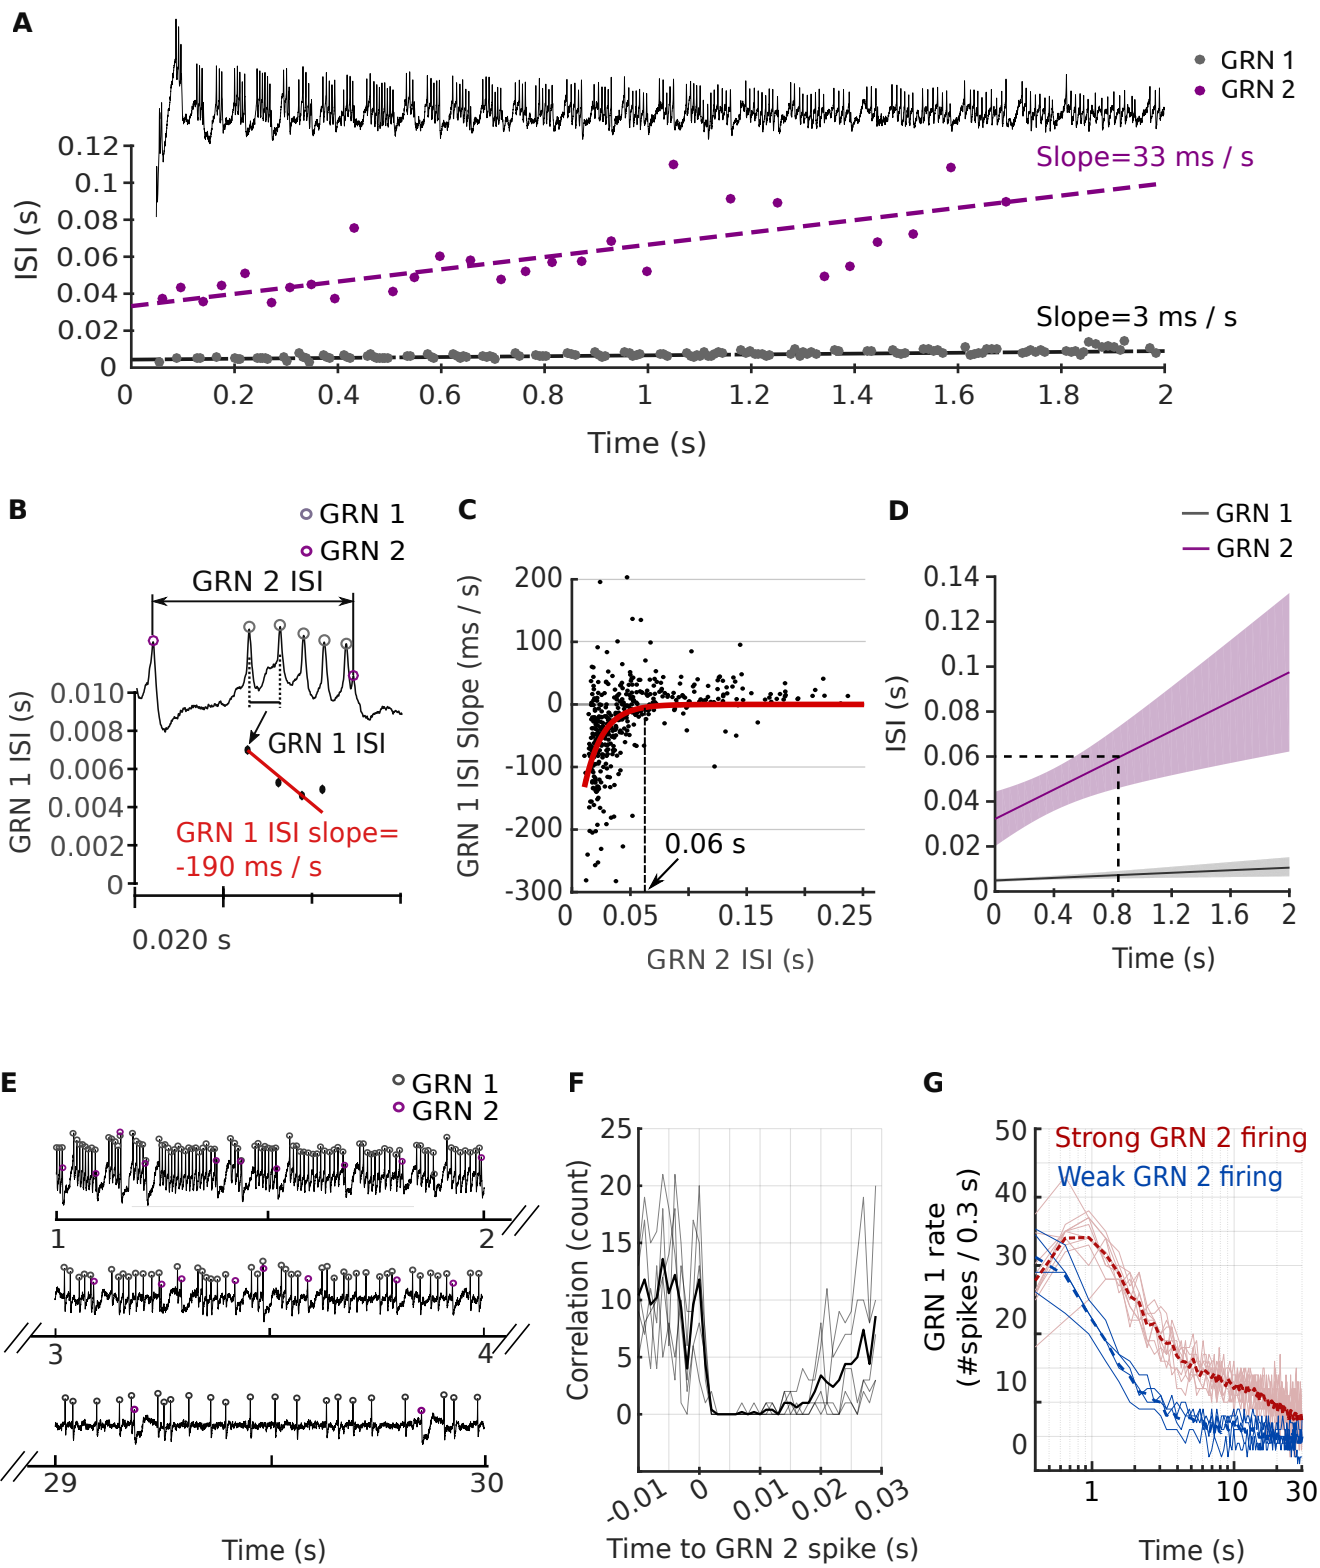 A
GRN 1
GRN 2
Slope=33 ms / s
0.12
0.1
0.08
0.06
0.04
0.02
0
ISI (s)
Slope=3 ms / s
0 0.2 0.4 0.6 0.8 1 1.2 1.4 1.6 1.8 2
Time (s)
B
GRN 1
GRN 2
GRN 2 ISI
0.010
0.008
0.006
0.004
0.002
0
GRN 1 ISI (s)
GRN 1 ISI
GRN 1 ISI slope=
-190 ms / s
0.020 s
C
GRN 1 ISI Slope (ms / s)
200
100
0
-100
-200
-300
0.06 s
0 0.05 0.15 0.25
GRN 2 ISI (s)
D
GRN 1
GRN 2
0.14
0.12
0.1
0.08
0.06
0.04
0.02
0
ISI (s)
0 0.4 0.8 1.2 1.6 2
Time (s)
E
GRN 1
GRN 2
1 2
3 4
29 30
Time (s)
F
25
20
15
10
5
0
Correlation (count)
-0.01 0 0.01 0.02 0.03
Time to GRN 2 spike (s)
G
Strong GRN 2 firing
Weak GRN 2 firing
50
40
30
20
10
0
GRN 1 rate
(#spikes / 0.3 s)
1 10 30
Time (s)